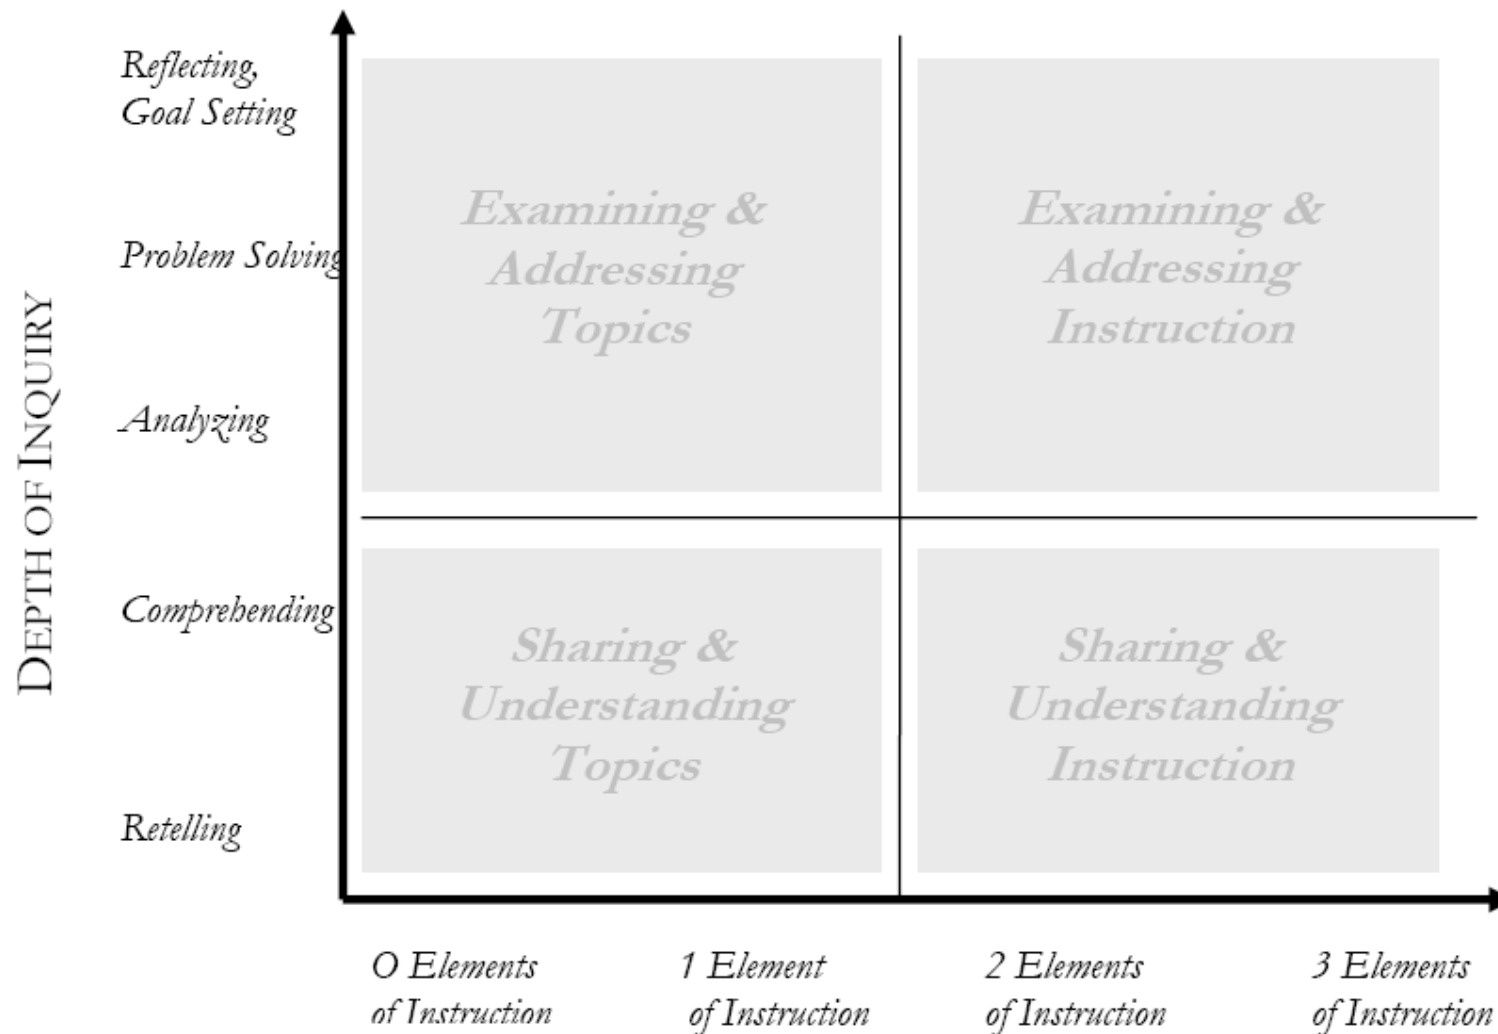 Reflecting,
Goal Setting
Problem Solving
Analyzing
Comprehending
Retelling
DEPTH OF INQUIRY
Examining &
Addressing
Topics
Examining &
Addressing
Instruction
Sharing &
Understanding
Topics
Sharing &
Understanding
Instruction
O Elements
of Instruction
1 Element
of Instruction
2 Elements
of Instruction
3 Elements
of Instruction